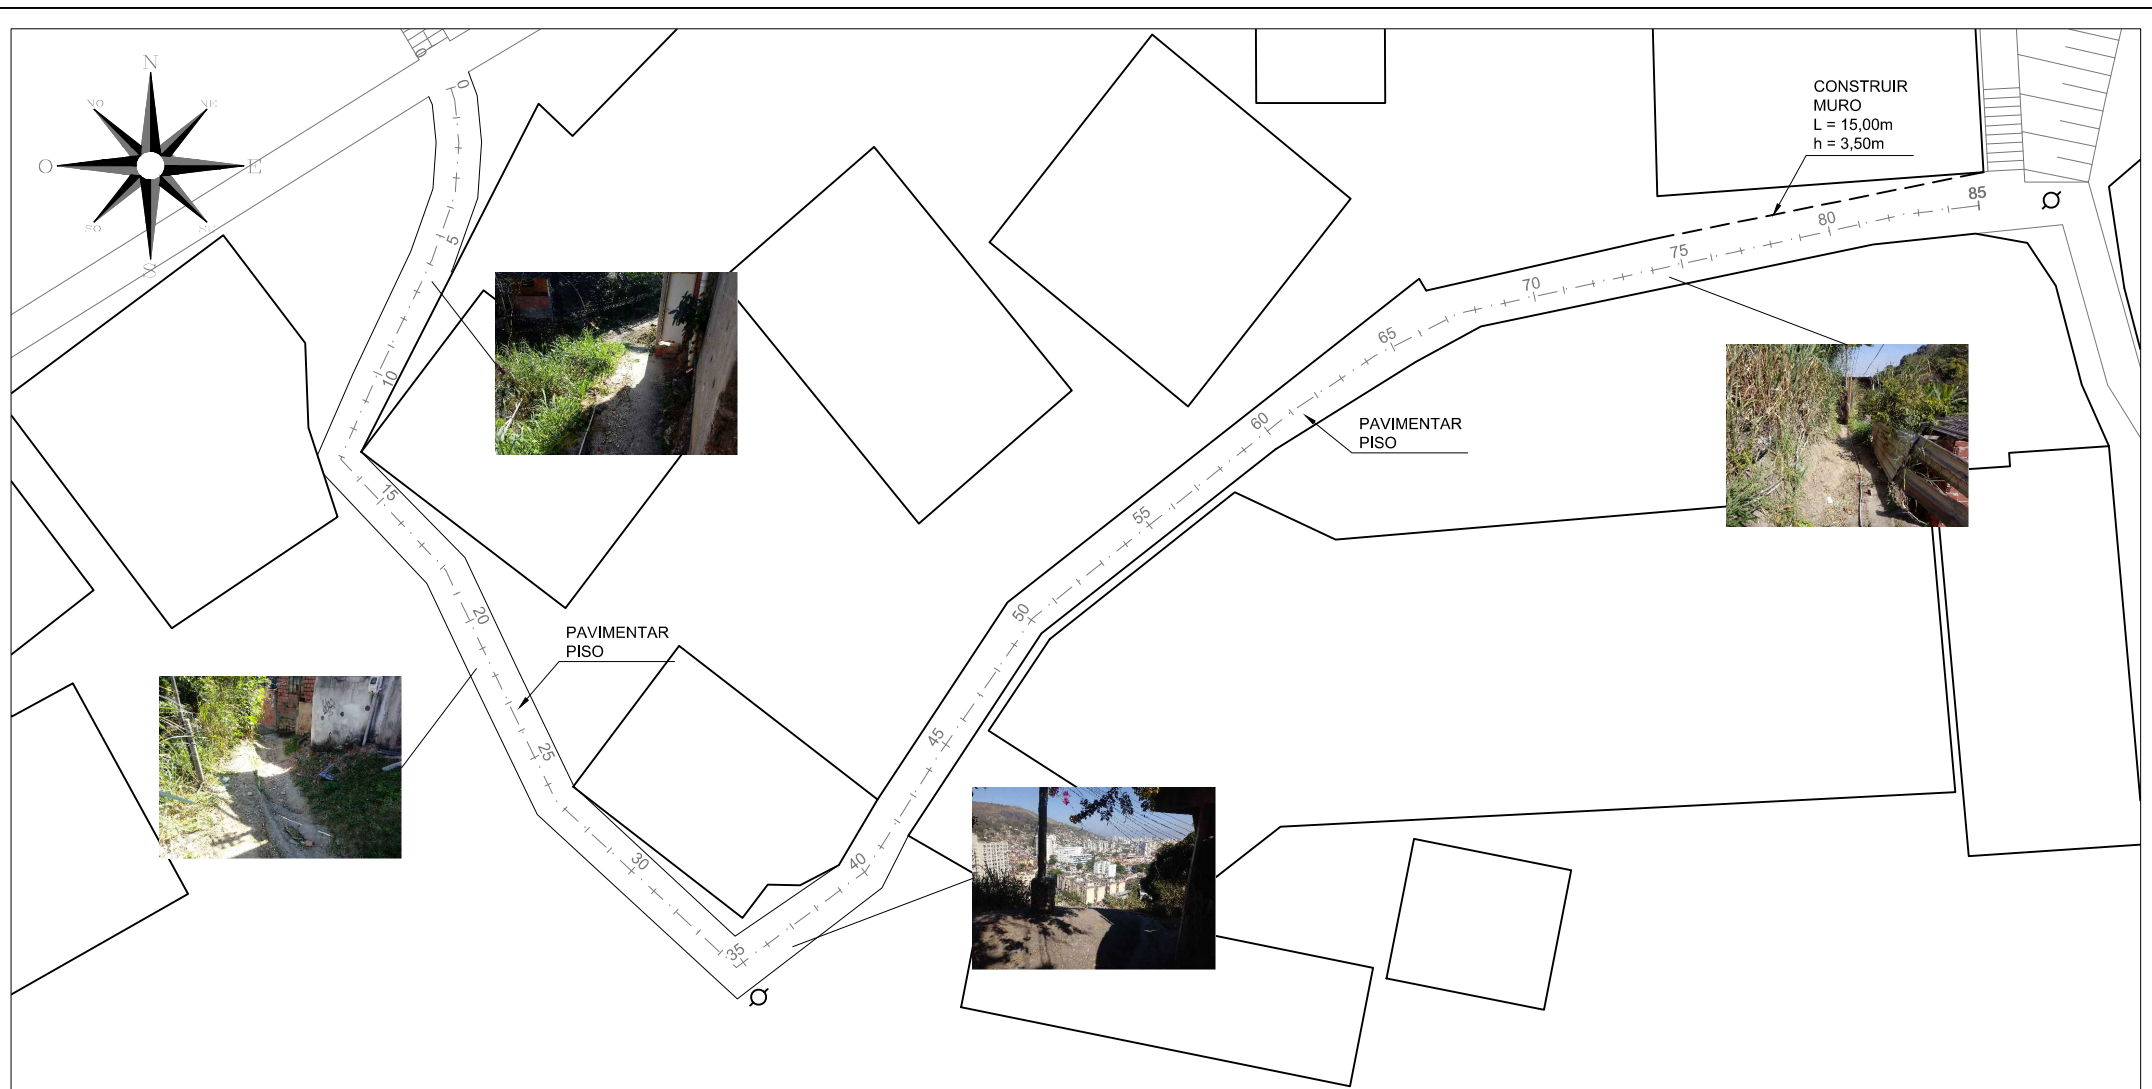 N
NO
NE
O
E
SO
SE
S
0
0
5
10
15
20
25
30
35
40
45
50
55
60
65
70
75
80
85
CONSTRUIR
MURO
L = 15,00m
h = 3,50m
PAVIMENTAR
PISO
PAVIMENTAR
PISO